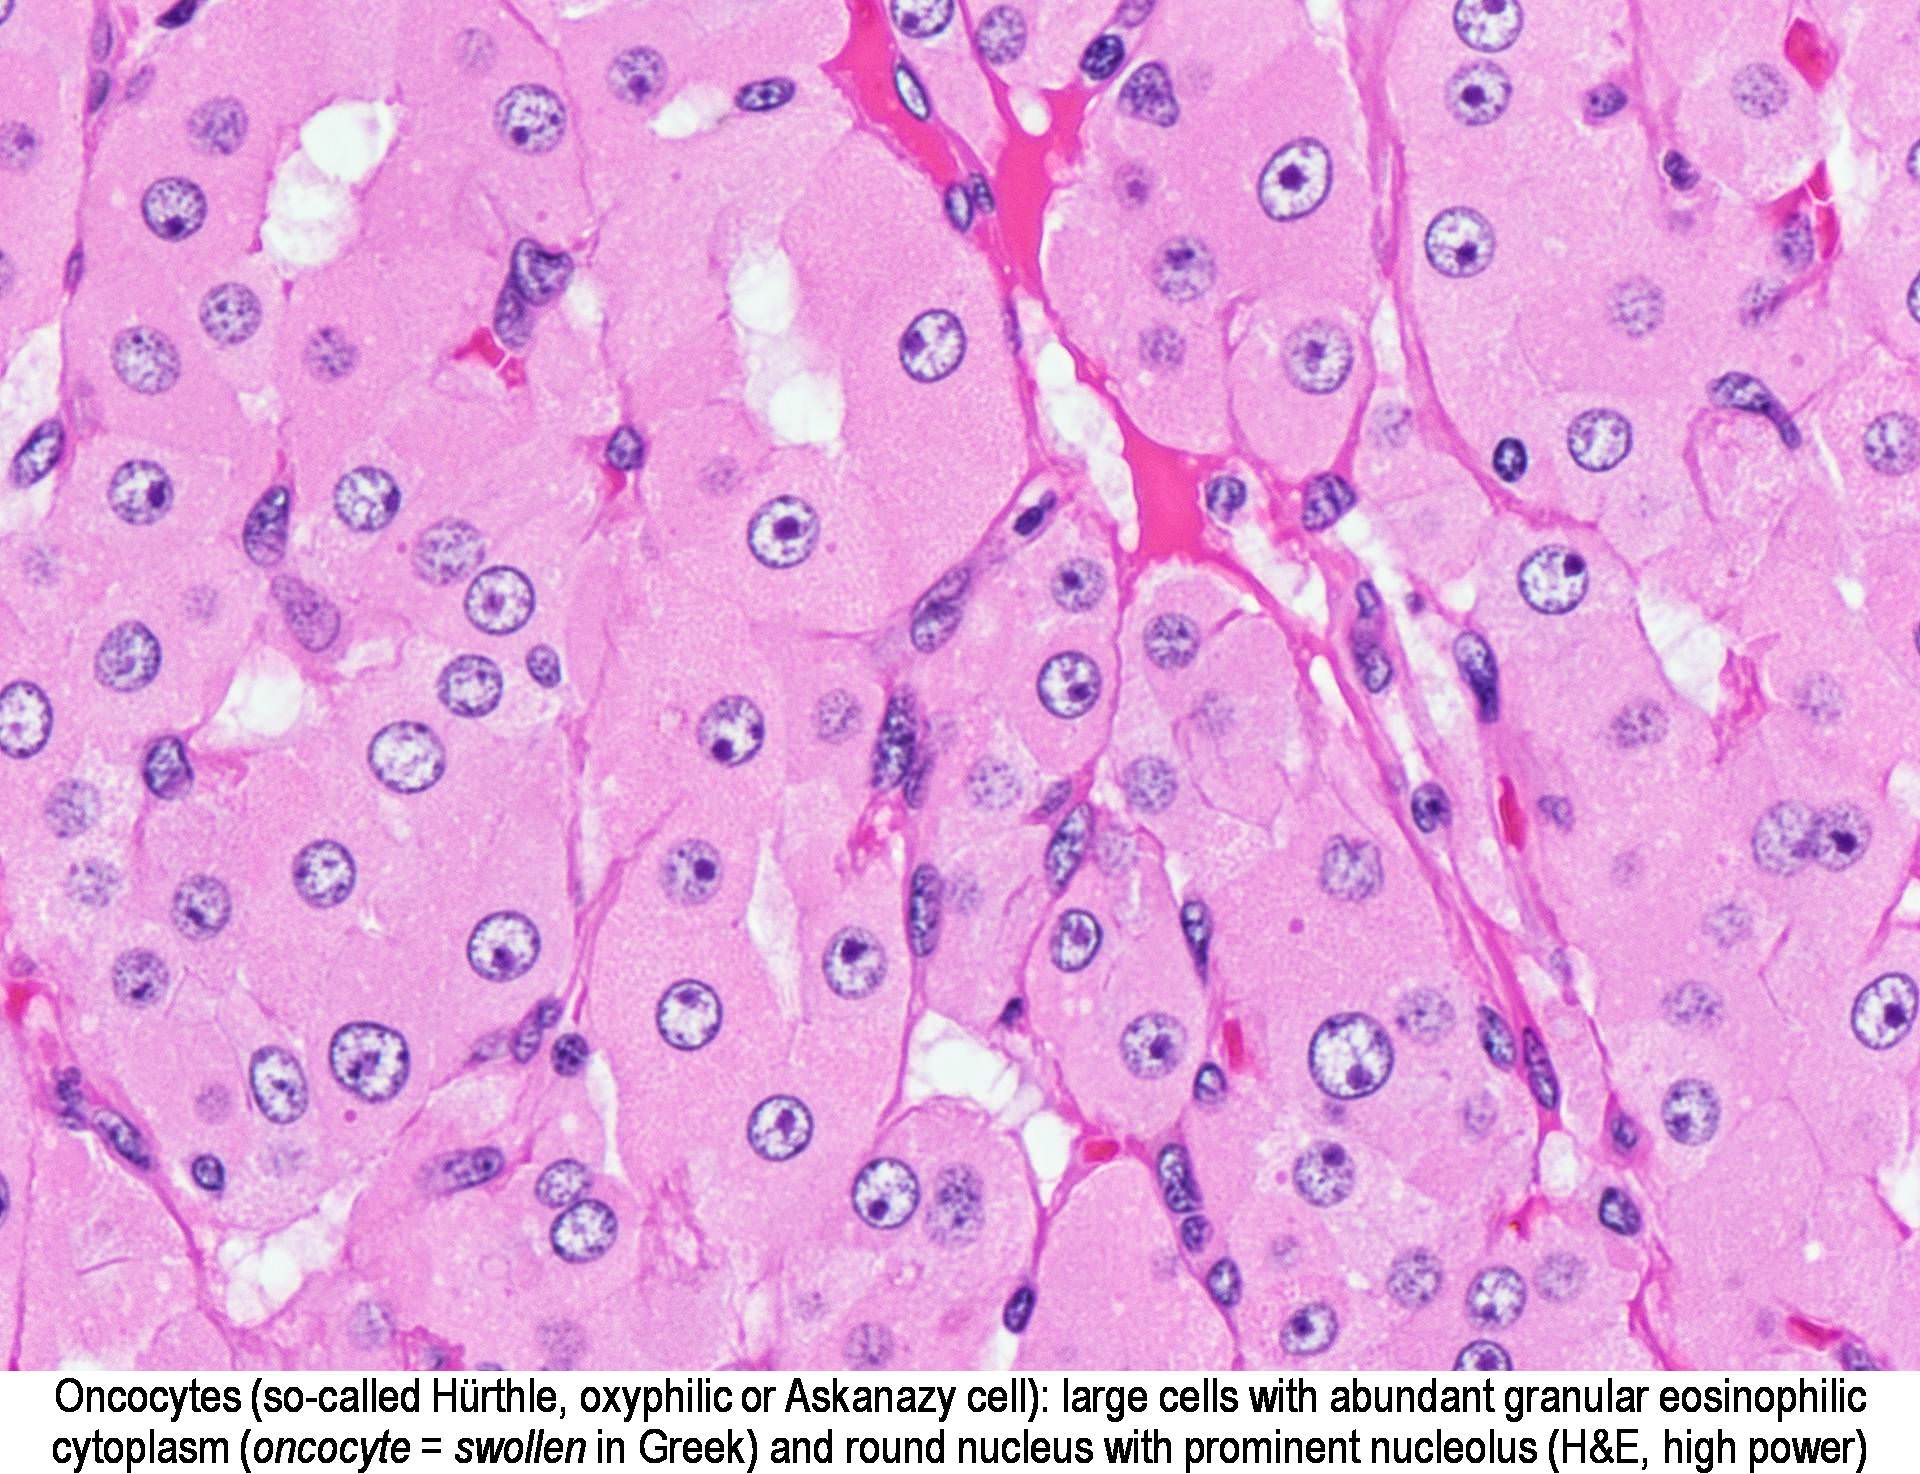 Oncocytes (so-called Hürthle, oxyphilic or Askanazy cell): large cells with abundant granular eosinophilic
cytoplasm (oncocyte = swollen in Greek) and round nucleus with prominent nucleolus (H&E, high power)